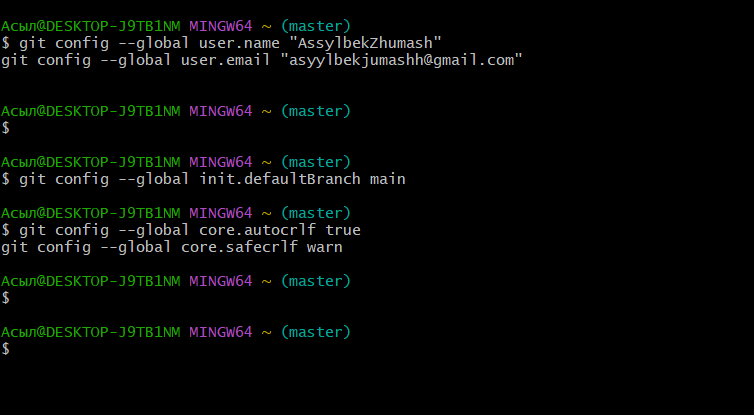 Асыл@DESKTOP-J9TB1NM MINGW64 ~ (master)
$ git config --global user.name "AssylbekZhumash"
git config --global user.email "asyylbekjumashh@gmail.com"
Асыл@DESKTOP-J9TB1NM MINGW64 ~ (master)
$
Асыл@DESKTOP-J9TB1NM MINGW64 ~ (master)
$ git config --global init.defaultBranch main
Асыл@DESKTOP-J9TB1NM MINGW64 ~ (master)
$ git config --global core.autocrlf true
git config --global core.safecrlf warn
Асыл@DESKTOP-J9TB1NM MINGW64 ~ (master)
$
Асыл@DESKTOP-J9TB1NM MINGW64 ~ (master)
$